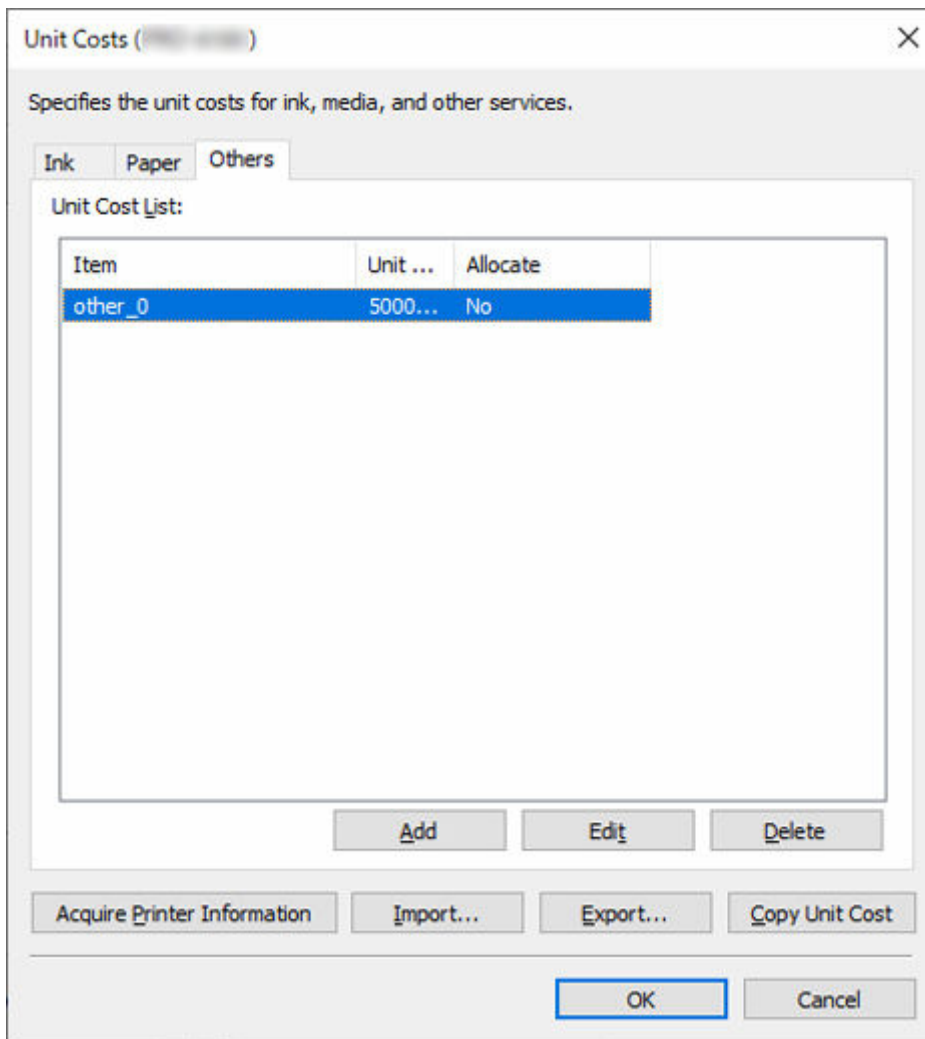 Unit Costs ( )
Specifies the unit costs for ink, media, and other services.
Ink Paper Others
Unit Cost List:
Item Unit ... Allocate
other_0 5000... No
Add Edit Delete
Acquire Printer Information Import... Export... Copy Unit Cost
OK Cancel